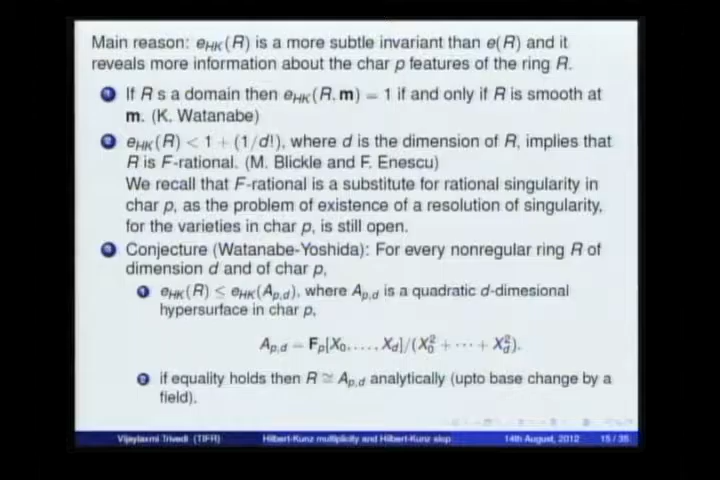 Main reason: e_HK(R) is a more subtle invariant than e(R) and it
reveals more information about the char p features of the ring R.
1 If R s a domain then e_HK(R, m) = 1 if and only if R is smooth at
m. (K. Watanabe)
2 e_HK(R) < 1 + (1/d!), where d is the dimension of R, implies that
R is F-rational. (M. Blickle and F. Enescu)
We recall that F-rational is a substitute for rational singularity in
char p, as the problem of existence of a resolution of singularity,
for the varieties in char p, is still open.
3 Conjecture (Watanabe-Yoshida): For every nonregular ring R of
dimension d and of char p,
1 e_HK(R) ≤ e_HK(A_p,d), where A_p,d is a quadratic d-dimesional
hypersurface in char p,
A_p,d = F_p[X_0, . . . , X_d]/(X_0^2 + · · · + X_d^2).
2 if equality holds then R ≅ A_p,d analytically (upto base change by a
field).
Vijaylaxmi Trivedi (TIFR) Hilbert-Kunz multiplicity and Hilbert-Kunz slop 14th August, 2012 15 / 35